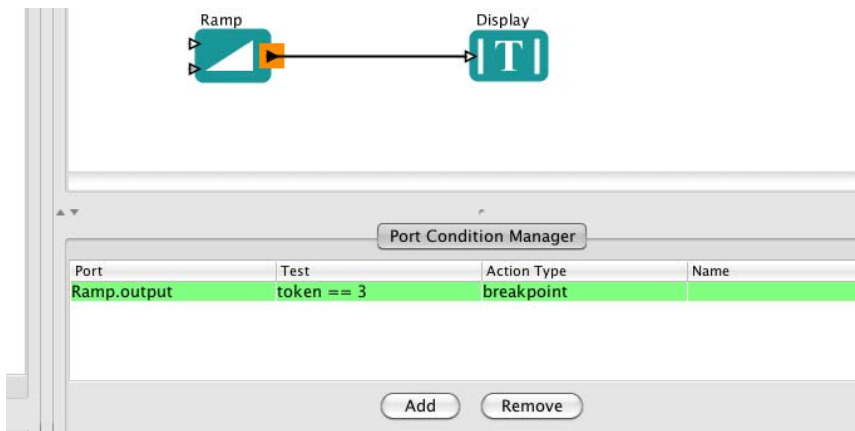 Ramp Display
T
Port Condition Manager
Port Test Action Type Name
Ramp.output token == 3 breakpoint
Add Remove